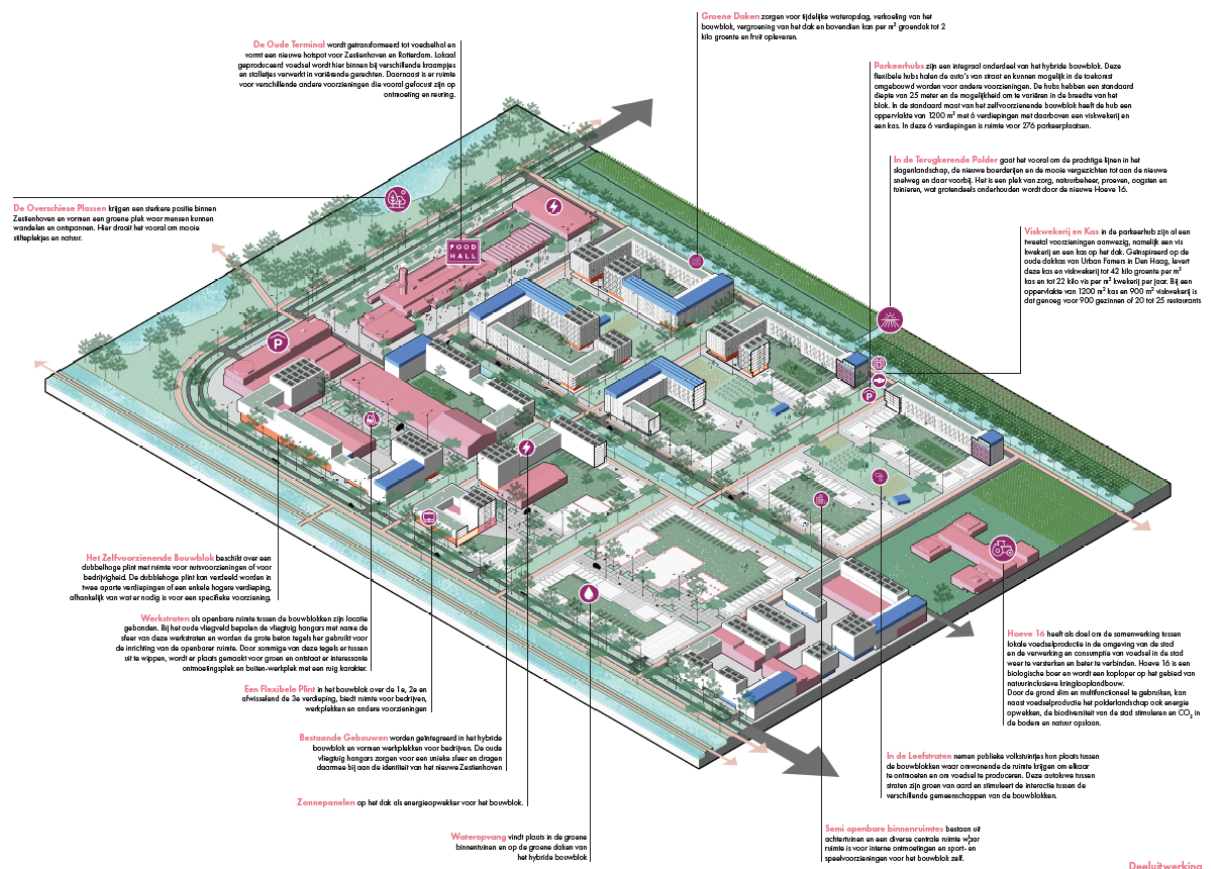 Groene Daken zorgen voor tijdelijke wateropslag, verkoeling van het
bouwblok, vergroening van het dak en bovendien kan per m² groendak tot 2
kilo groente en fruit opleveren.
De Oude Terminal wordt getransformeerd tot voedselhal en
vormt een nieuwe hotspot voor Zestienhoven en Rotterdam. Lokaal
geproduceerd voedsel wordt hier binnen bij verschillende kraampjes
en stalletjes verwerkt in variërende gerechten. Daarnaast is er ruimte
voor verschillende andere voorzieningen die vooral gefocust zijn op
ontmoeting en reuring.
Parkeerhubs zijn een integraal onderdeel van het hybride bouwblok. Deze
flexibele hubs halen de auto's van straat en kunnen mogelijk in de toekomst
omgebouwd worden voor andere voorzieningen. De hubs hebben een standaard
diepte van 25 meter en de mogelijkheid om te variëren in de breedte van het
blok. In de standaard maat van het zelfvoorzienende bouwblok heeft de hub een
oppervlakte van 1200 m² met 6 verdiepingen met daarboven een viskwekerij en
een kas. In deze 6 verdiepingen is ruimte voor 276 parkeerplaatsen.
In de Terugkerende Polder gaat het vooral om de prachtige lijnen in het
slagenlandschap, de nieuwe boerderijen en de mooie vergezichten tot aan de nieuwe
snelweg en daar voorbij. Het is een plek van zorg, natuurbeheer, proeven, oogsten en
tuinieren, wat grotendeels onderhouden wordt door de nieuwe Hoeve 16.
De Overschiese Plassen krijgen een sterkere positie binnen
Zestienhoven en vormen een groene plek waar mensen kunnen
wandelen en ontspannen. Hier draait het vooral om mooie
stilteplekjes en natuur.
Viskwekerij en Kas in de parkeerhub zijn al een
tweetal voorzieningen aanwezig, namelijk een vis
kwekerij en een kas op het dak. Geïnspireerd op de
oude dakkas van Urban Famers in Den Haag, levert
deze kas en viskwekerij tot 42 kilo groente per m²
kas en tot 22 kilo vis per m² kwekerij per jaar. Bij een
oppervlakte van 1200 m² kas en 900 m² viskwekerij is
dat genoeg voor 900 gezinnen of 20 tot 25 restaurants
FOOD
HALL
P
P
Het Zelfvoorzienende Bouwblok beschikt over een
dubbelhoge plint met ruimte voor nutsvoorzieningen of voor
bedrijvigheid. De dubblehoge plint kan verdeeld worden in
twee aparte verdiepingen of een enkele hogere verdieping,
afhankelijk van wat er nodig is voor een specifieke voorziening.
Werkstraten als openbare ruimte tussen de bouwblokken zijn locatie
gebonden. Bij het oude vliegveld bepalen de vliegtuig hangars met name de
sfeer van deze werkstraten en worden de grote beton tegels her gebruikt voor
de inrichting van de openbarer ruimte. Door sommige van deze tegels er tussen
uit te wippen, wordt er plaats gemaakt voor groen en ontstaat er interessante
ontmoetingsplek en buiten-werkplek met een ruig karakter.
Een Flexibele Plint in het bouwblok over de 1e, 2e en
afwisselend de 3e verdieping, biedt ruimte voor bedrijven,
werkplekken en andere voorzieningen
Bestaande Gebouwen worden geïntegreerd in het hybride
bouwblok en vormen werkplekken voor bedrijven. De oude
vliegtuig hangars zorgen voor een unieke sfeer en dragen
daarmee bij aan de identiteit van het nieuwe Zestienhoven
Zonnepanelen op het dak als energieopwekker voor het bouwblok.
Wateropvang vindt plaats in de groene
binnentuinen en op de groene daken van
het hybride bouwblok
Hoeve 16 heeft als doel om de samenwerking tussen
lokale voedselproductie in de omgeving van de stad
en de verwerking en consumptie van voedsel in de stad
weer te versterken en beter te verbinden. Hoeve 16 is een
biologische boer en wordt een koploper op het gebied van
natuurinclusieve kringlooplandbouw.
Door de grond slim en multifunctioneel te gebruiken, kan
naast voedselproductie het polderlandschap ook energie
opwekken, de biodiversiteit van de stad stimuleren en CO₂ in
de bodem en natuur opslaan.
In de Leefstraten nemen publieke volkstuintjes hun plaats tussen
de bouwblokken waar omwonende de ruimte krijgen om elkaar
te ontmoeten en om voedsel te produceren. Deze autoluwe tussen
straten zijn groen van aard en stimuleert de interactie tussen de
verschillende gemeenschappen van de bouwblokken.
Semi openbare binnenruimtes bestaan uit
achtertuinen en een diverse centrale ruimte waar
ruimte is voor interne ontmoetingen en sport- en
speelvoorzieningen voor het bouwblok zelf.
Deeluitwerking